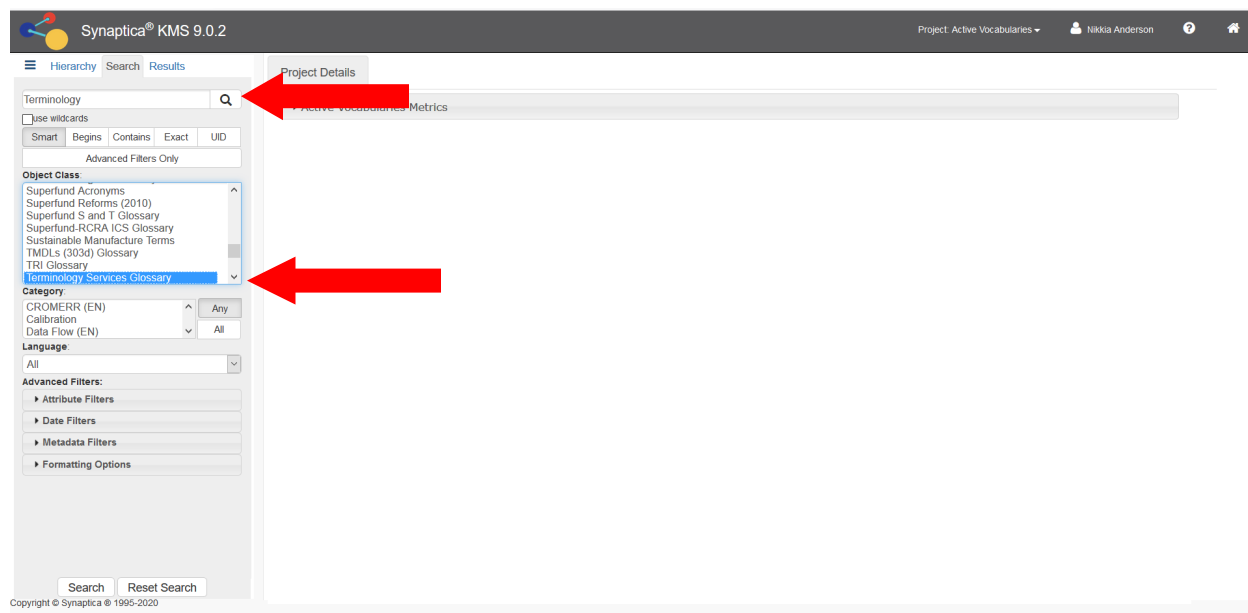 Synaptica® KMS 9.0.2
Project: Active Vocabularies
Nikkia Anderson
?
Hierarchy Search Results
Terminology
use wildcards
Smart Begins Contains Exact UID
Advanced Filters Only
Object Class:
Superfund Acronyms
Superfund Reforms (2010)
Superfund S and T Glossary
Superfund-RCRA ICS Glossary
Sustainable Manufacture Terms
TMDLs (303d) Glossary
TRI Glossary
Terminology Services Glossary
Category:
CROMERR (EN)
Calibration
Data Flow (EN)
Any
All
Language:
All
Advanced Filters:
Attribute Filters
Date Filters
Metadata Filters
Formatting Options
Search Reset Search
Copyright © Synaptica ® 1995-2020
Project Details
Active Vocabularies Metrics